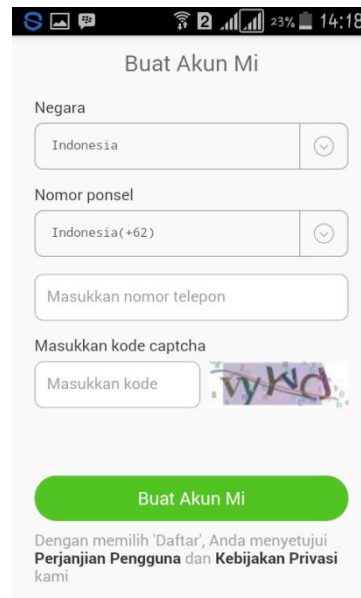 2 23% 14:18
Buat Akun Mi
Negara
Indonesia
Nomor ponsel
Indonesia(+62)
Masukkan nomor telepon
Masukkan kode captcha
Masukkan kode
Buat Akun Mi
Dengan memilih 'Daftar', Anda menyetujui
Perjanjian Pengguna dan Kebijakan Privasi
kami